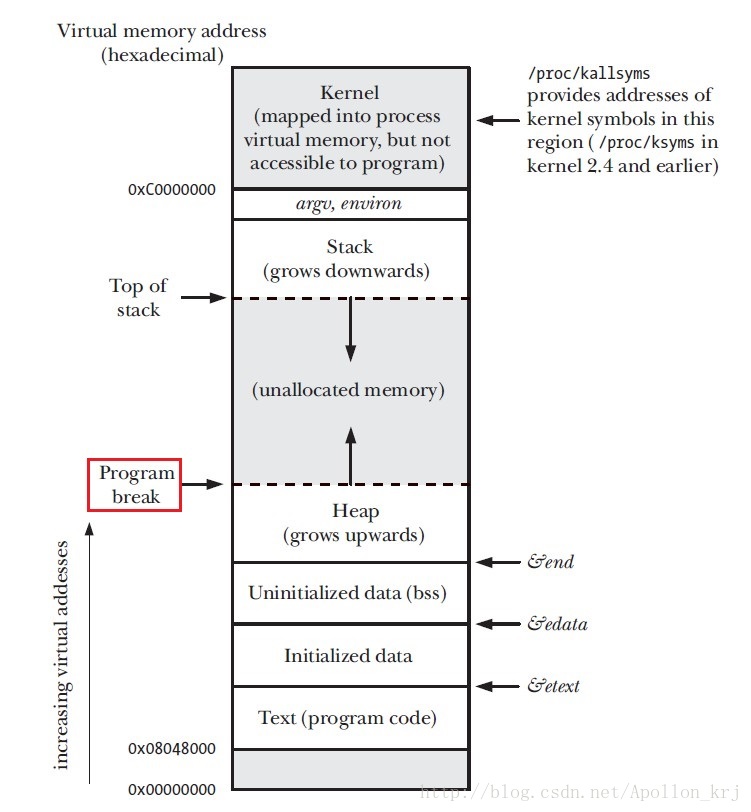 Virtual memory address
(hexadecimal)
Kernel
(mapped into process
virtual memory, but not
accessible to program)
/proc/kallsyms
provides addresses of
kernel symbols in this
region ( /proc/ksyms in
kernel 2.4 and earlier)
0xC0000000
argv, environ
Stack
(grows downwards)
Top of
stack
(unallocated memory)
Program
break
Heap
(grows upwards)
&end
Uninitialized data (bss)
&edata
Initialized data
&etext
Text (program code)
increasing virtual addesses
0x08048000
0x00000000
http://blog.csdn.net/Apollon_krj